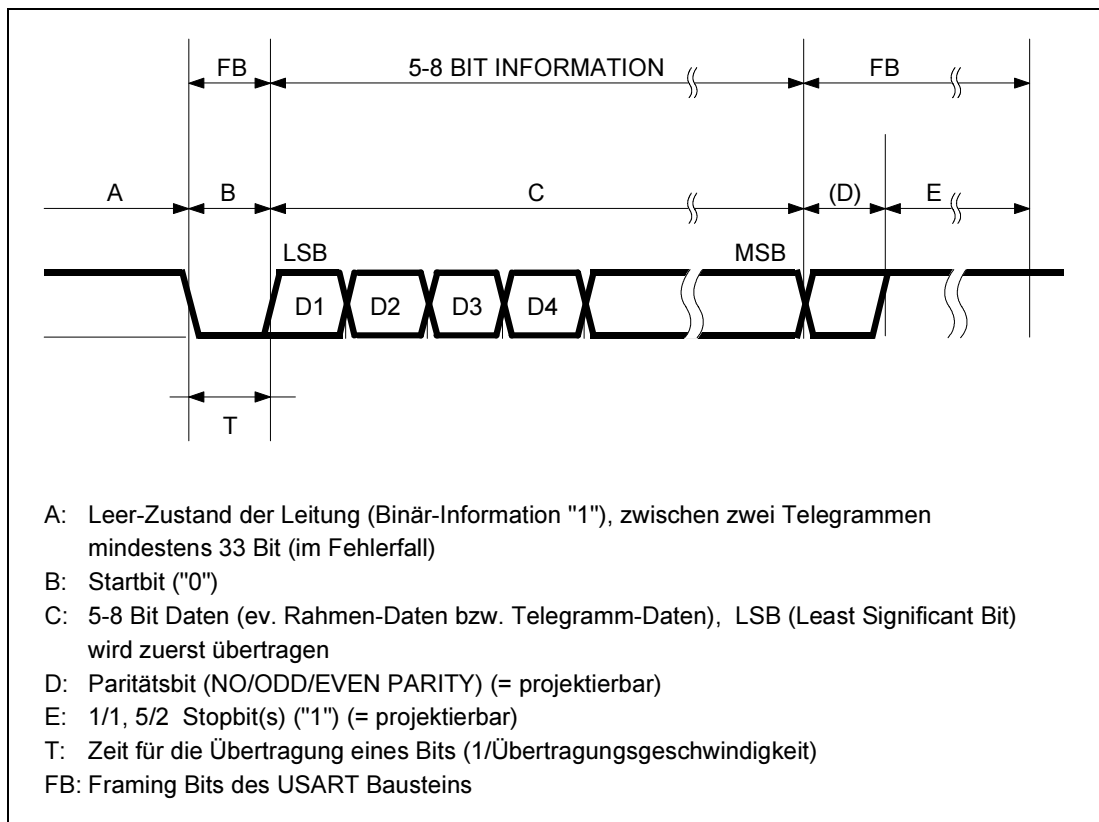 FB 5-8 BIT INFORMATION FB
A B C (D) E
LSB MSB
D1 D2 D3 D4
T
A: Leer-Zustand der Leitung (Binär-Information "1"), zwischen zwei Telegrammen
mindestens 33 Bit (im Fehlerfall)
B: Startbit ("0")
C: 5-8 Bit Daten (ev. Rahmen-Daten bzw. Telegramm-Daten), LSB (Least Significant Bit)
wird zuerst übertragen
D: Paritätsbit (NO/ODD/EVEN PARITY) (= projektierbar)
E: 1/1, 5/2 Stopbit(s) ("1") (= projektierbar)
T: Zeit für die Übertragung eines Bits (1/Übertragungsgeschwindigkeit)
FB: Framing Bits des USART Bausteins